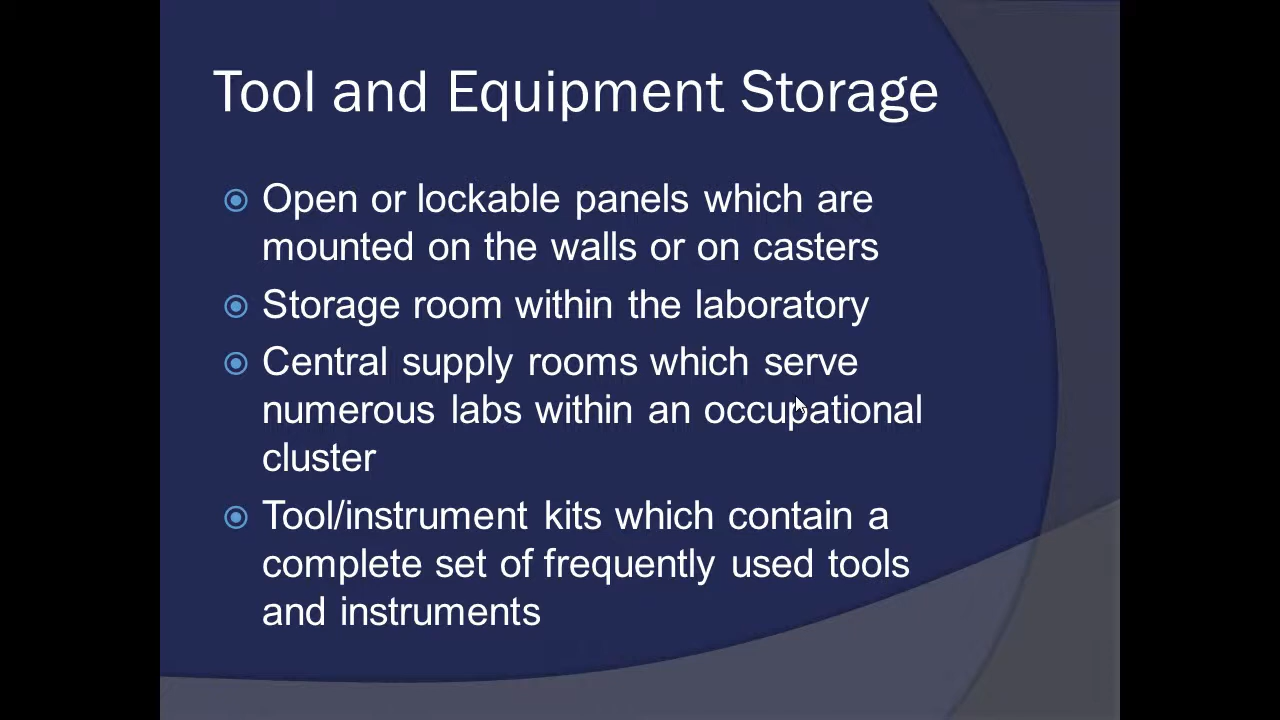 Tool and Equipment Storage
Open or lockable panels which are
mounted on the walls or on casters
Storage room within the laboratory
Central supply rooms which serve
numerous labs within an occupational
cluster
Tool/instrument kits which contain a
complete set of frequently used tools
and instruments